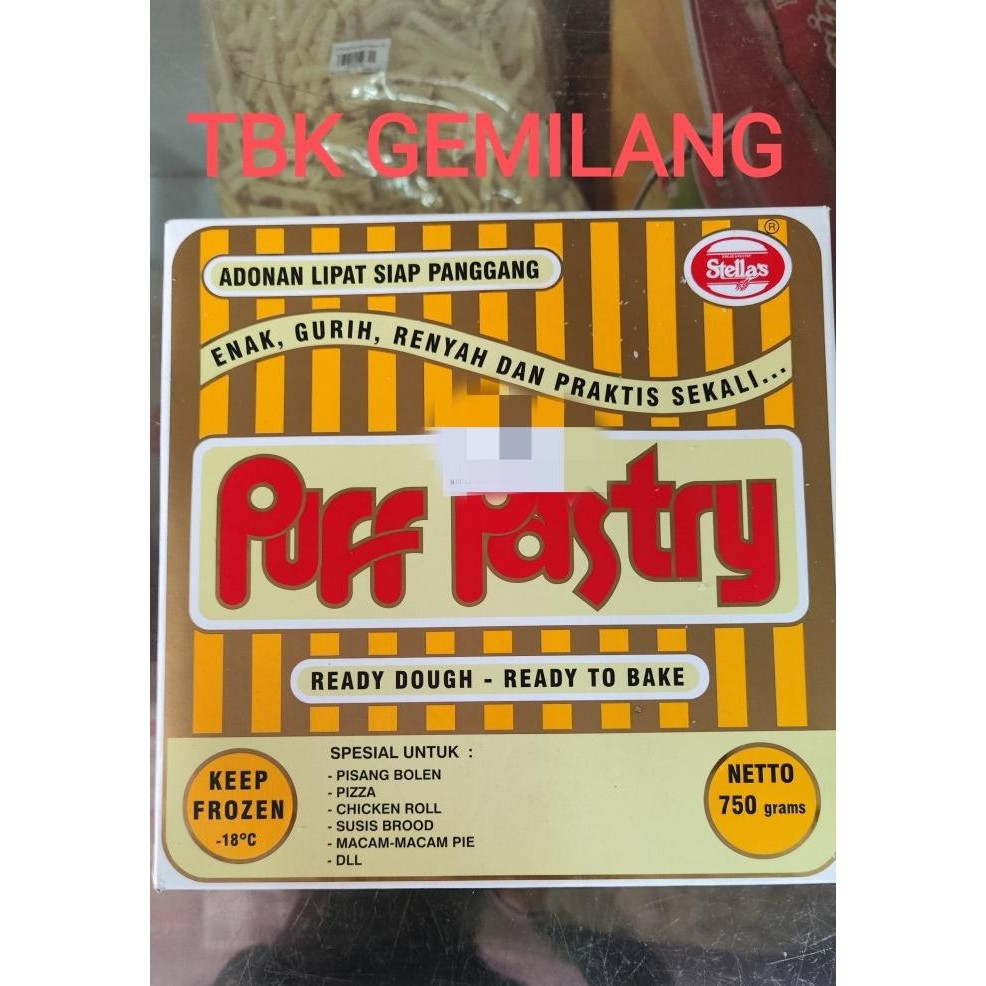 TBK GEMILANG
®
ADONAN LIPAT SIAP PANGGANG
Stella's
ENAK, GURIH, RENYAH DAN PRAKTIS SEKALI...
Puff Pastry
READY DOUGH - READY TO BAKE
SPESIAL UNTUK :
- PISANG BOLEN
- PIZZA
- CHICKEN ROLL
- SUSIS BROOD
- MACAM-MACAM PIE
- DLL
KEEP
FROZEN
-18°C
NETTO
750 grams